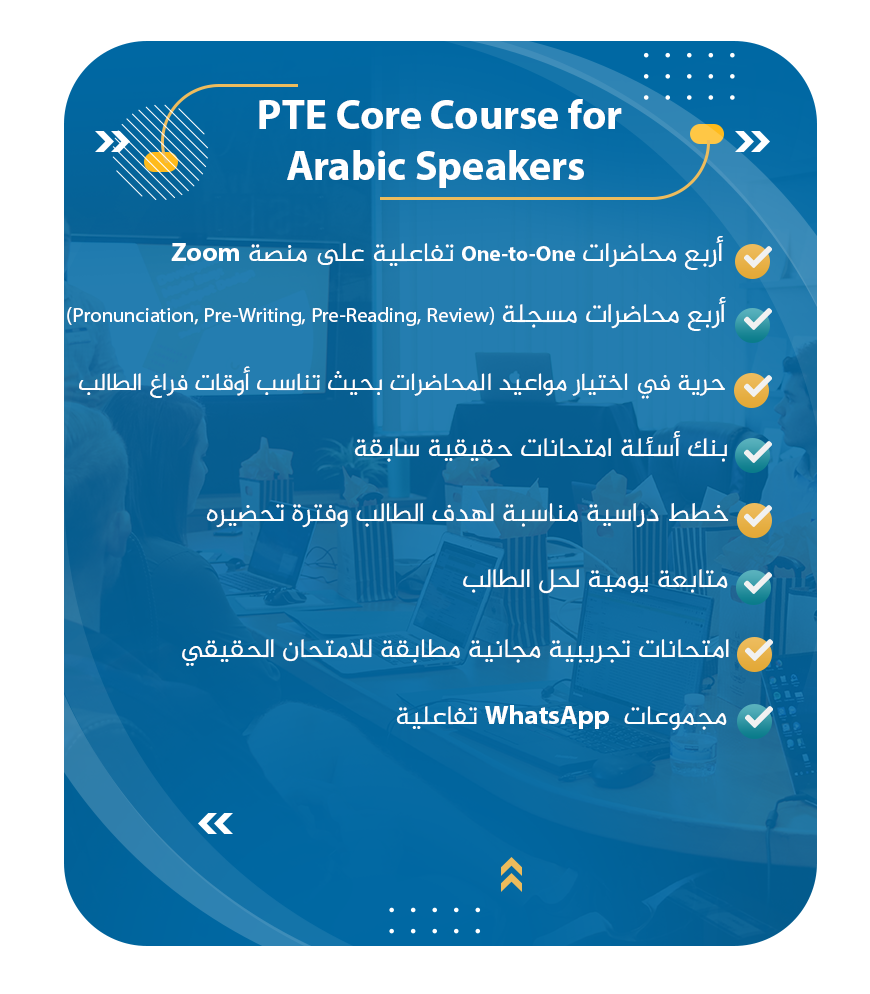 PTE Core Course for
Arabic Speakers
أربع محاضرات One-to-One تفاعلية على منصة Zoom
أربع محاضرات مسجلة (Pronunciation, Pre-Writing, Pre-Reading, Review)
حرية في اختيار مواعيد المحاضرات بحيث تناسب أوقات فراغ الطالب
بنك أسئلة امتحانات حقيقية سابقة
خطط دراسية مناسبة لهدف الطالب وفترة تحضيره
متابعة يومية لحل الطالب
امتحانات تجريبية مجانية مطابقة للامتحان الحقيقي
مجموعات WhatsApp تفاعلية